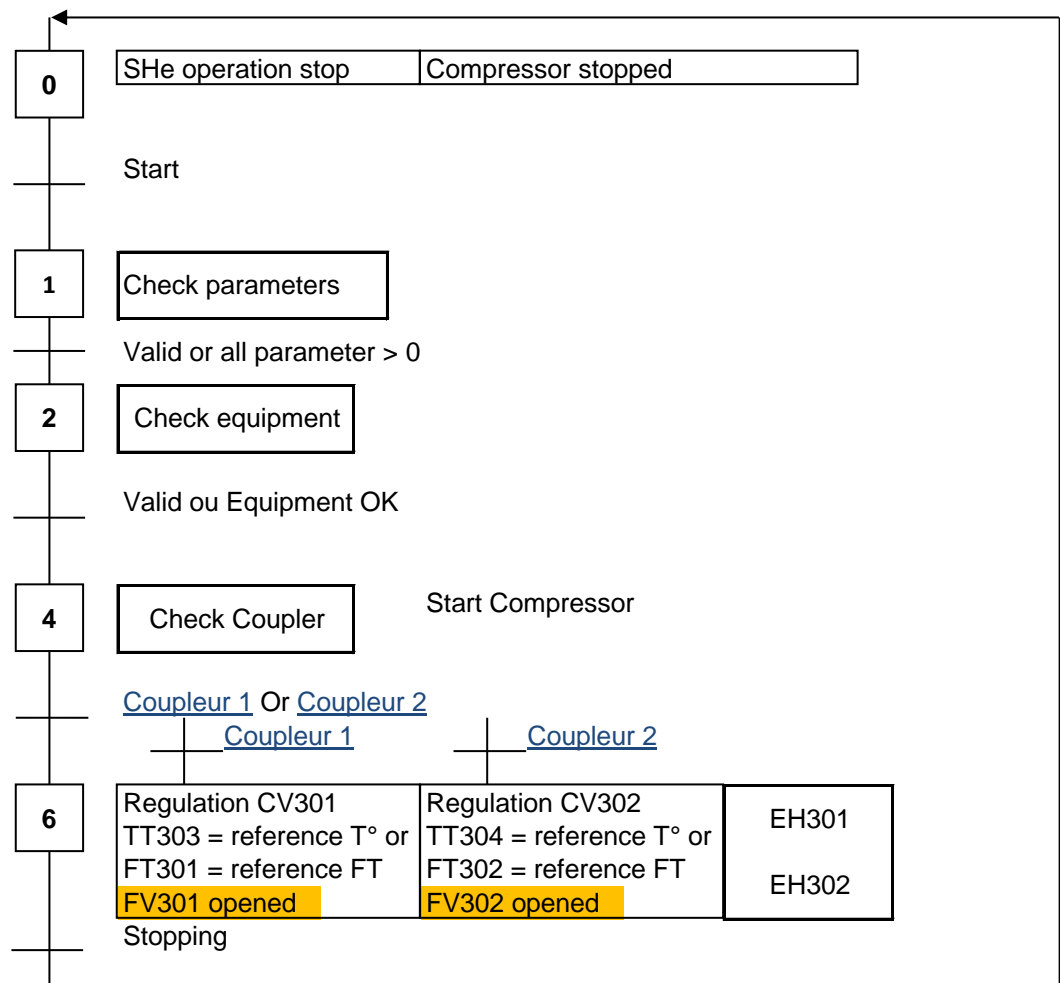 0
SHe operation stop
Compressor stopped
Start
1
Check parameters
Valid or all parameter > 0
2
Check equipment
Valid ou Equipment OK
4
Check Coupler
Start Compressor
Coupleur 1 Or Coupleur 2
Coupleur 1
Coupleur 2
6
Regulation CV301
TT303 = reference T° or
FT301 = reference FT
FV301 opened
Regulation CV302
TT304 = reference T° or
FT302 = reference FT
FV302 opened
EH301
EH302
Stopping